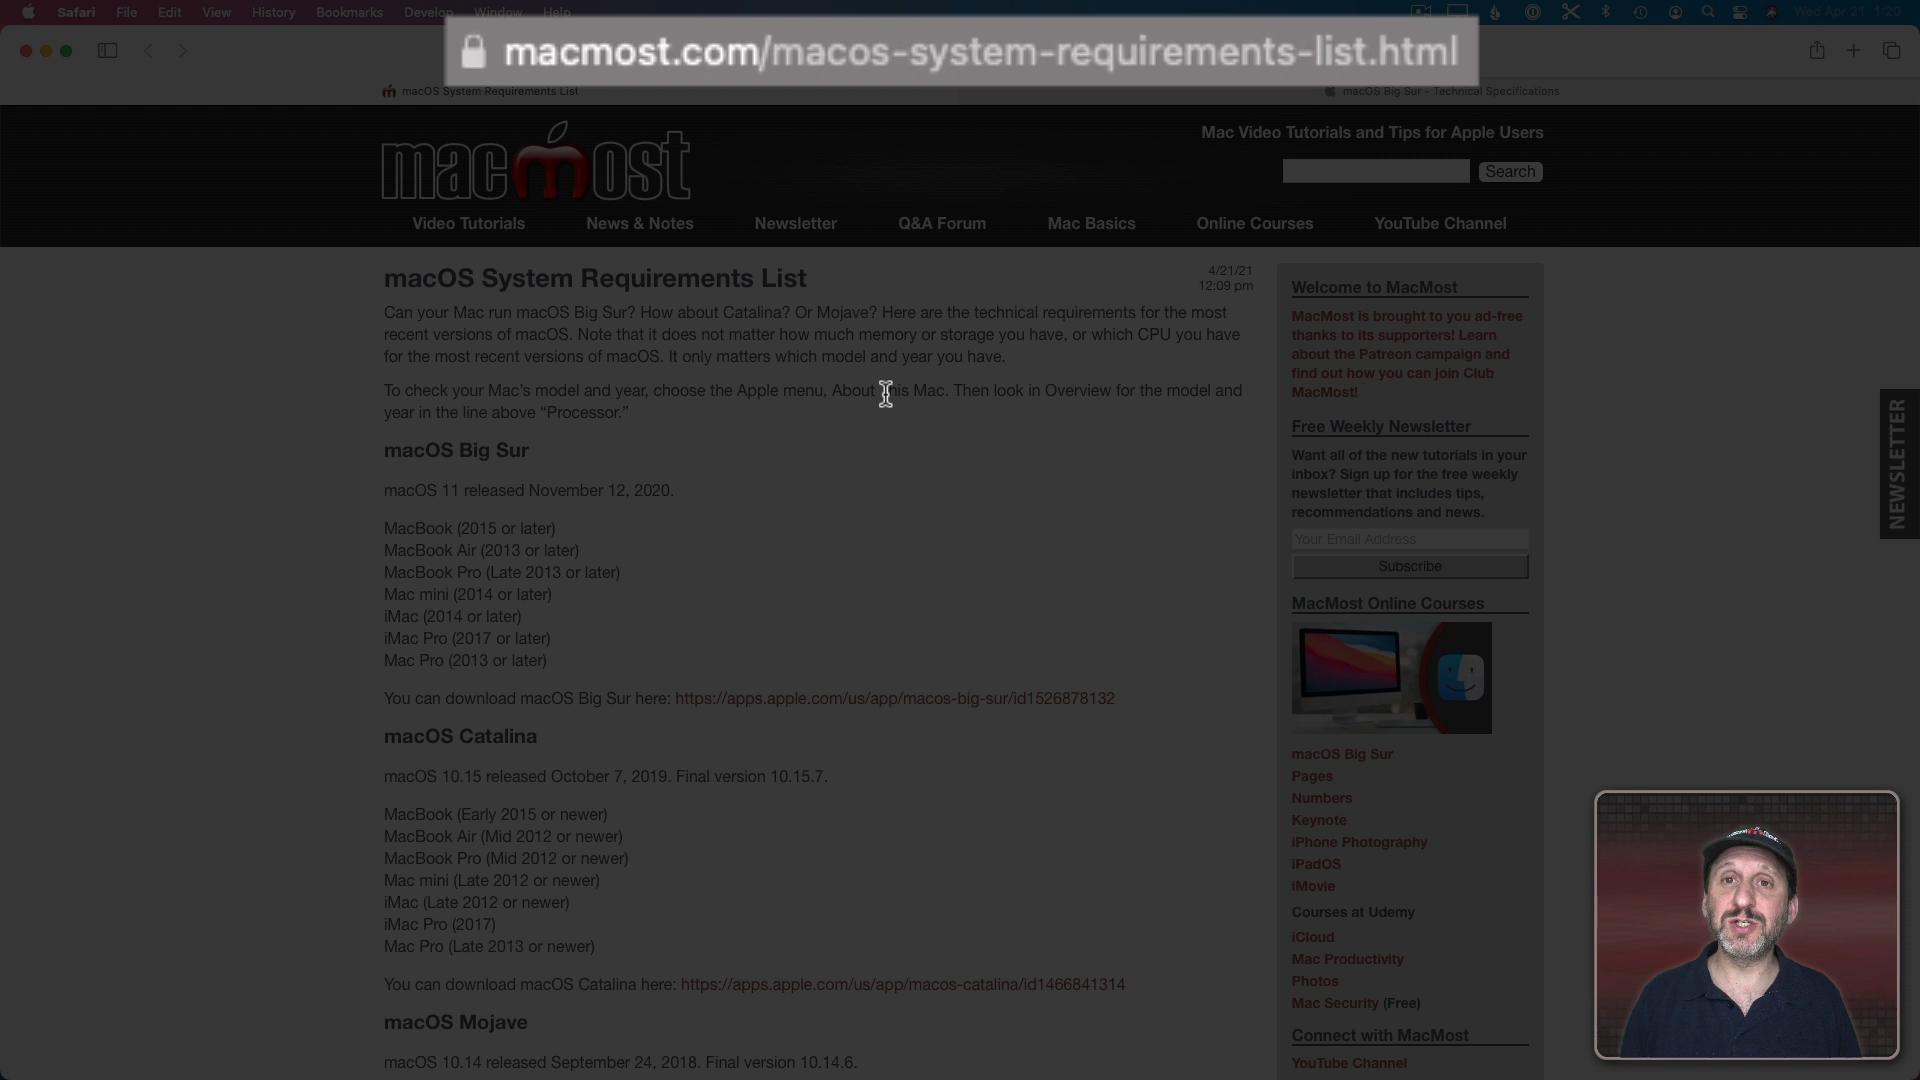 Safari File Edit View History Bookmarks Develop Window Help
Wed Apr 21 1:20
macmost.com/macos-system-requirements-list.html
macOS System Requirements List
macOS Big Sur - Technical Specifications
macmost
Mac Video Tutorials and Tips for Apple Users
Search
Video Tutorials News & Notes Newsletter Q&A Forum Mac Basics Online Courses YouTube Channel
macOS System Requirements List
4/21/21
12:09 pm
Can your Mac run macOS Big Sur? How about Catalina? Or Mojave? Here are the technical requirements for the most
recent versions of macOS. Note that it does not matter how much memory or storage you have, or which CPU you have
for the most recent versions of macOS. It only matters which model and year you have.
To check your Mac's model and year, choose the Apple menu, About This Mac. Then look in Overview for the model and
year in the line above “Processor.”
macOS Big Sur
macOS 11 released November 12, 2020.
MacBook (2015 or later)
MacBook Air (2013 or later)
MacBook Pro (Late 2013 or later)
Mac mini (2014 or later)
iMac (2014 or later)
iMac Pro (2017 or later)
Mac Pro (2013 or later)
You can download macOS Big Sur here: https://apps.apple.com/us/app/macos-big-sur/id1526878132
macOS Catalina
macOS 10.15 released October 7, 2019. Final version 10.15.7.
MacBook (Early 2015 or newer)
MacBook Air (Mid 2012 or newer)
MacBook Pro (Mid 2012 or newer)
Mac mini (Late 2012 or newer)
iMac (Late 2012 or newer)
iMac Pro (2017)
Mac Pro (Late 2013 or newer)
You can download macOS Catalina here: https://apps.apple.com/us/app/macos-catalina/id1466841314
macOS Mojave
macOS 10.14 released September 24, 2018. Final version 10.14.6.
Welcome to MacMost
MacMost is brought to you ad-free
thanks to its supporters! Learn
about the Patreon campaign and
find out how you can join Club
MacMost!
Free Weekly Newsletter
Want all of the new tutorials in your
inbox? Sign up for the free weekly
newsletter that includes tips,
recommendations and news.
Your Email Address
Subscribe
MacMost Online Courses
macOS Big Sur
Pages
Numbers
Keynote
iPhone Photography
iPadOS
iMovie
Courses at Udemy
iCloud
Mac Productivity
Photos
Mac Security (Free)
Connect with MacMost
YouTube Channel
NEWSLETTER